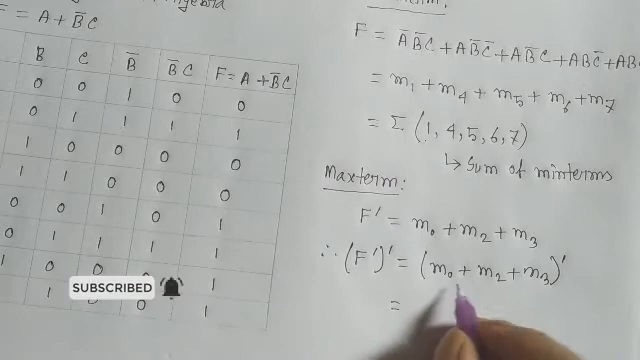 F = A + B̄C
B C B̄ B̄C F = A + B̄C
0 0 1 0 0
0 1 1 1 1
1 0 0 0 0
1 1 0 0 0
0 0 1 0 1
0 1 1 1 1
1 0 0 1
1 0 1
SUBSCRIBED
F = ĀB̄C + AB̄C̄ + AB̄C + ABC̄ +
= m₁ + m₄ + m₅ + m₆ + m₇
= Σ (1, 4, 5, 6, 7)
↳ Sum of minterms
Maxterm:
F' = m₀ + m₂ + m₃
∴ (F')' = (m₀ + m₂ + m₃)'
=